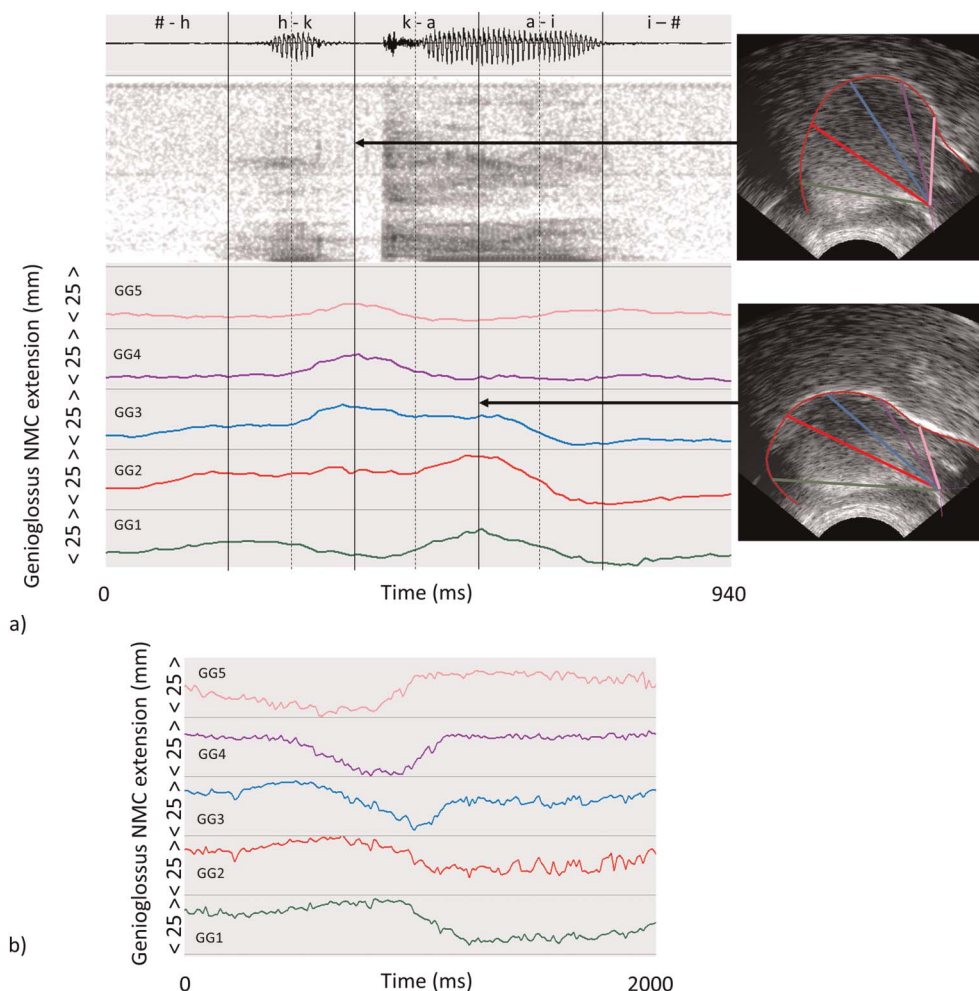 # - h h - k k - a a - i i – #
Genioglossus NMC extension (mm)
< 25 > < 25 > < 25 > < 25 > < 25 >
GG5
GG4
GG3
GG2
GG1
0 Time (ms) 940
a)
Genioglossus NMC extension (mm)
< 25 > < 25 > < 25 > < 25 > < 25 >
GG5
GG4
GG3
GG2
GG1
b)
0 Time (ms) 2000